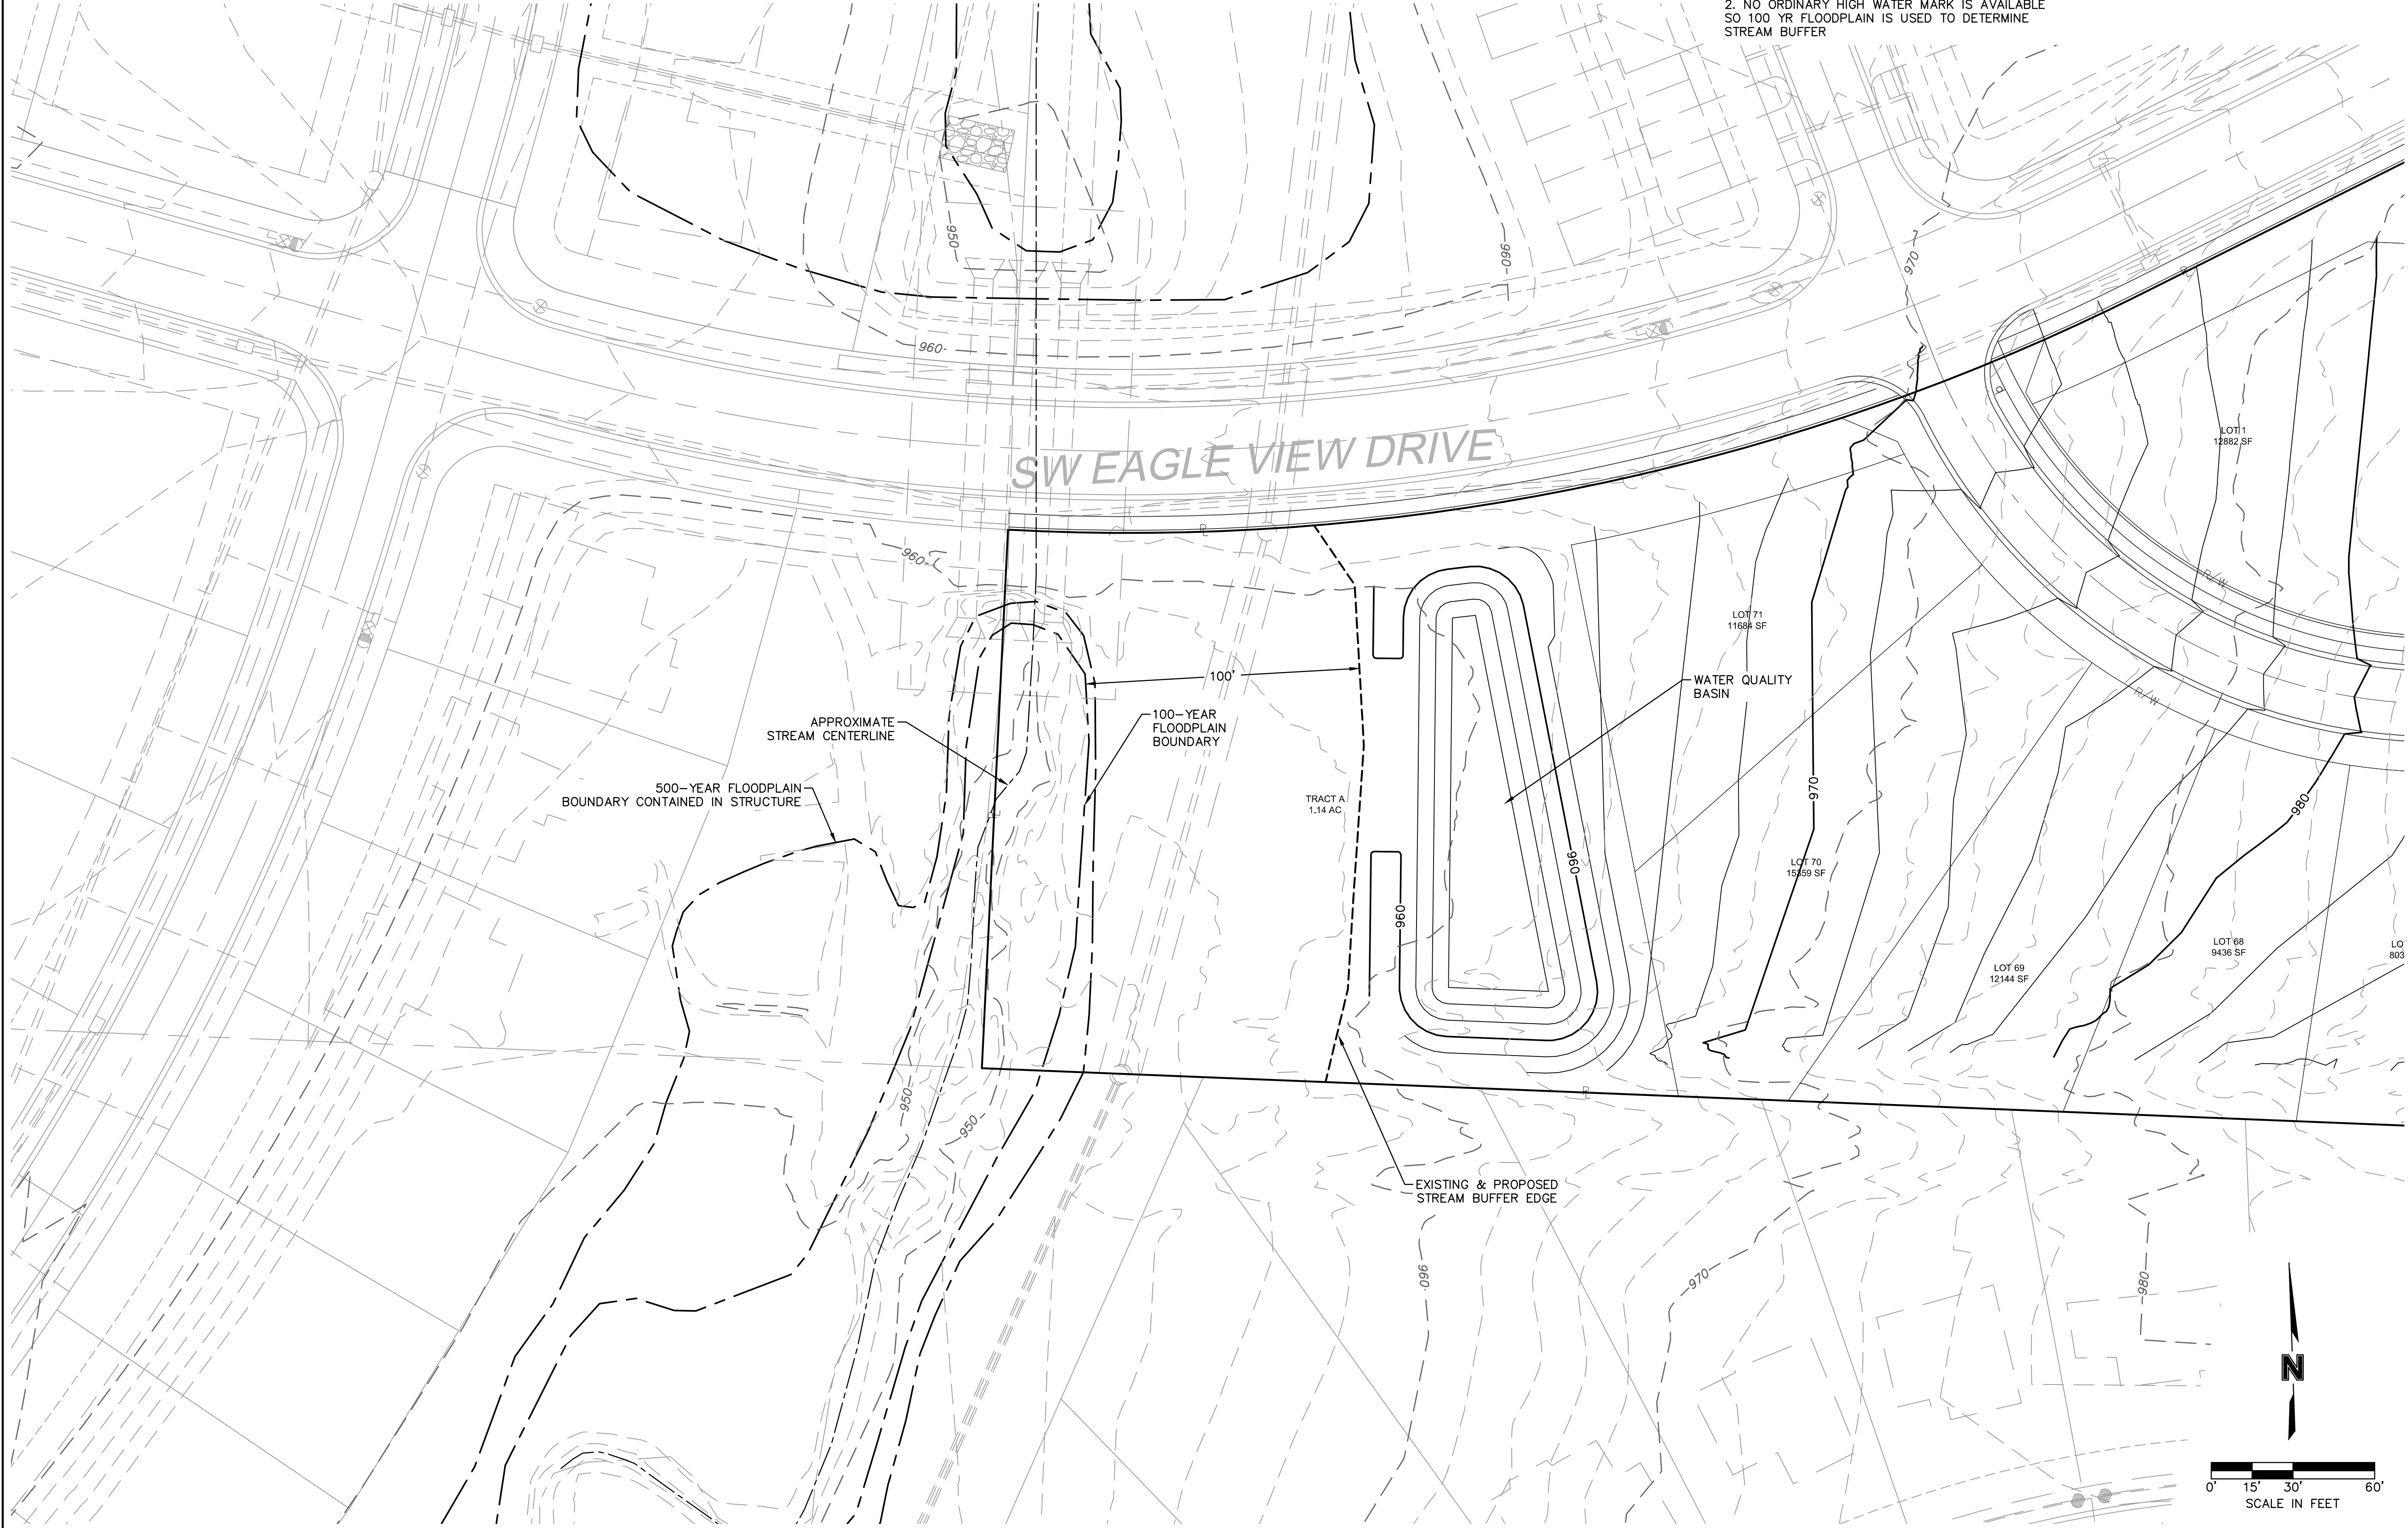 2. NO ORDINARY HIGH WATER MARK IS AVAILABLE
SO 100 YR FLOODPLAIN IS USED TO DETERMINE
STREAM BUFFER
950
960
970
960
SW EAGLE VIEW DRIVE
LOT 1
12882 SF
R/W
960
LOT 71
11684 SF
100'
WATER QUALITY
BASIN
R/W
APPROXIMATE
STREAM CENTERLINE
100-YEAR
FLOODPLAIN
BOUNDARY
500-YEAR FLOODPLAIN
BOUNDARY CONTAINED IN STRUCTURE
TRACT A
1.14 AC
970
980
960
LOT 70
15359 SF
960
LOT 68
9436 SF
LO
803
LOT 69
12144 SF
950
950
EXISTING & PROPOSED
STREAM BUFFER EDGE
960
970
980
N
0' 15' 30' 60'
SCALE IN FEET